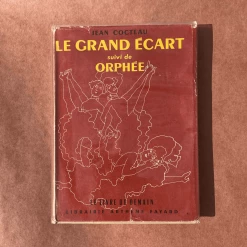 JEAN COCTEAU
LE GRAND ÉCART
suivi de
ORPHÉE
LE LIVRE DE DEMAIN
LIBRAIRIE ARTHÈME FAYARD